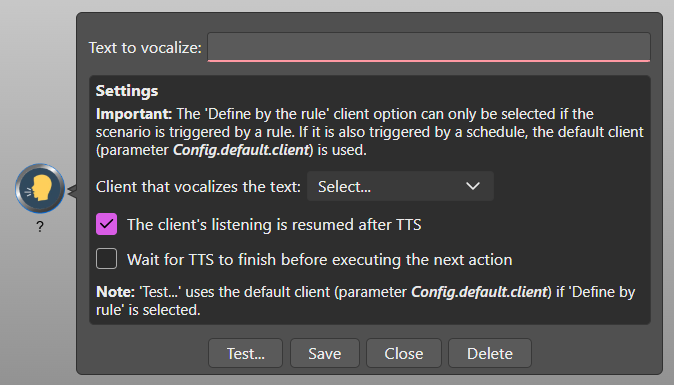 Text to vocalize:
Settings
Important: The 'Define by the rule' client option can only be selected if the
scenario is triggered by a rule. If it is also triggered by a schedule, the default client
(parameter Config.default.client) is used.
Client that vocalizes the text: Select...
The client's listening is resumed after TTS
?
Wait for TTS to finish before executing the next action
Note: 'Test...' uses the default client (parameter Config.default.client) if 'Define by
rule' is selected.
Test... Save Close Delete